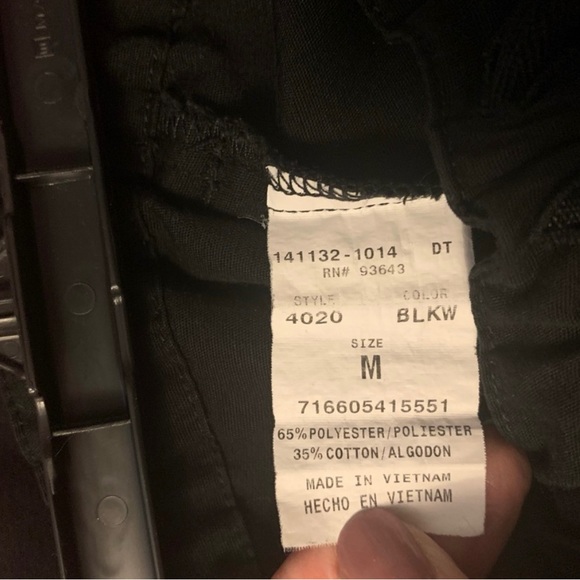 141132-1014 DT
RN# 93643
STYLE COLOR
4020 BLKW
SIZE
M
716605415551
65% POLYESTER/POLIESTER
35% COTTON/ALGODON
MADE IN VIETNAM
HECHO EN VIETNAM